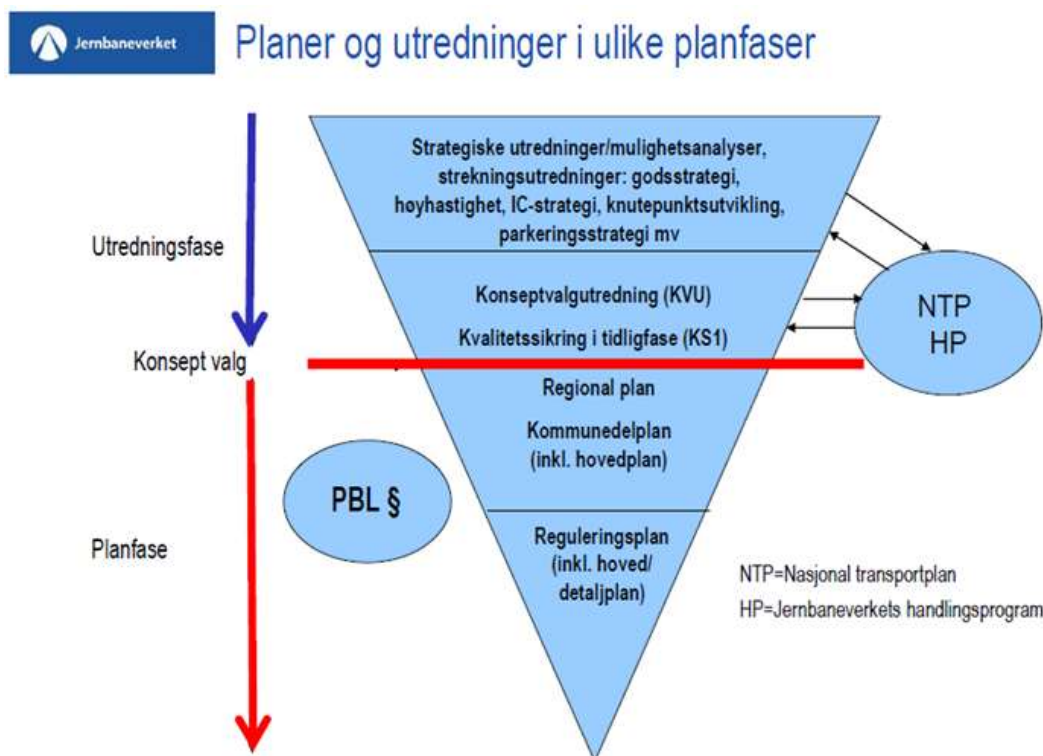 Jernbaneverket
Planer og utredninger i ulike planfaser
Strategiske utredninger/mulighetsanalyser,
strekningsutredninger: godsstrategi,
høyhastighet, IC-strategi, knutepunktsutvikling,
parkeringsstrategi mv
Utredningsfase
Konseptvalgutredning (KVU)
Kvalitetssikring i tidligfase (KS1)
NTP
HP
Konsept valg
Regional plan
Kommunedelplan
(inkl. hovedplan)
PBL §
Planfase
Reguleringsplan
(inkl. hoved/
detaljplan)
NTP=Nasjonal transportplan
HP=Jernbaneverkets handlingsprogram